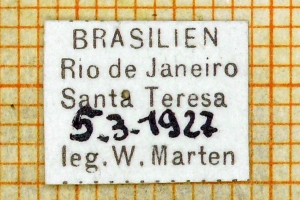 BRASILIEN
Rio de Janeiro
Santa Teresa
5.3.1927
leg. W. Marten